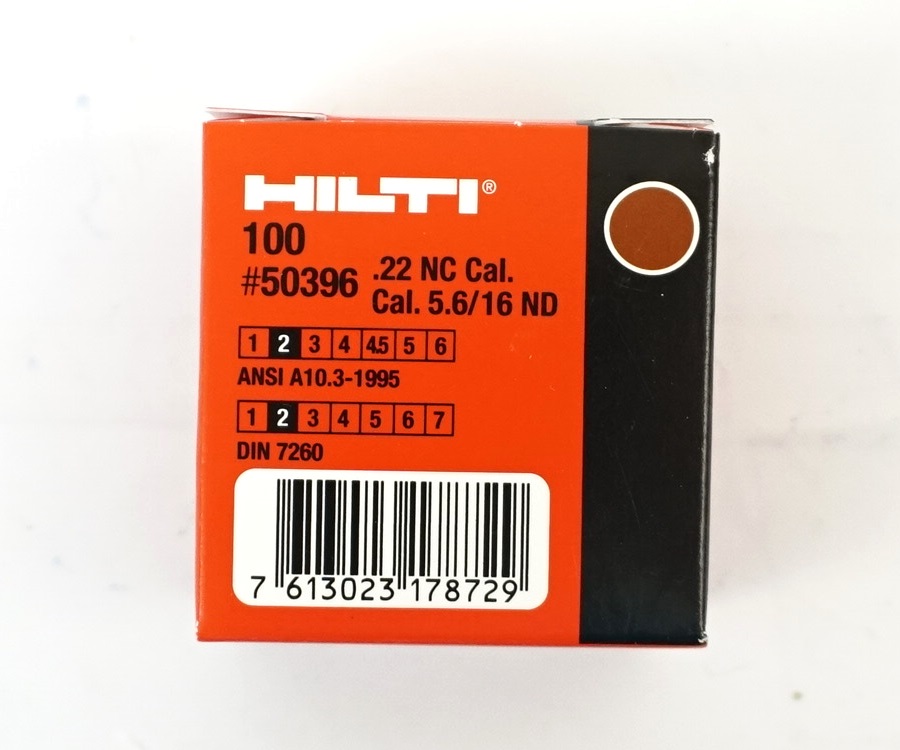 HILTI®
100
#50396
.22 NC Cal.
Cal. 5.6/16 ND
1 2 3 4 4.5 5 6
ANSI A10.3-1995
1 2 3 4 5 6 7
DIN 7260
7 613023 178729